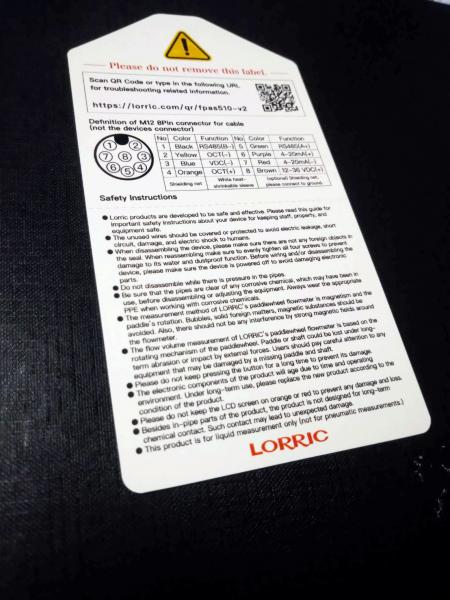 Please do not remove this label.
Scan QR Code or type in the following URL
for troubleshooting related information.
https://lorric.com/qr/fpas510-v2
Definition of M12 8Pin connector for cable
(not the devices connector)
No Color Function No Color Function
1 Black RS485(B-) 5 Green RS485(A+)
2 Yellow OCT(-) 6 Purple 4-20mA(+)
3 Blue VDC(-) 7 Red 4-20mA(-)
4 Orange OCT(+) 8 Brown 12-36 VDC(+)
Shielding net White heat-shrinkable sleeve (optional) Shielding net, please connect to ground.
1 2 3 4 5 6 7 8
Safety Instructions
● Lorric products are developed to be safe and effective. Please read this guide for
important safety instructions about your device for keeping staff, property, and
equipment safe.
● The unused wires should be covered or protected to avoid electric leakage, short
circuit, damage, and electric shock to humans.
● When disassembling the device, please make sure there are not any foreign objects in
the seal. When reassembling make sure to evenly tighten all four screws to prevent
damage to its water and dustproof function. Before wiring and/or disassembling the
device, please make sure the device is powered off to avoid damaging electronic
parts.
● Do not disassemble while there is pressure in the pipes.
● Be sure that the pipes are clear of any corrosive chemical, which may have been in
use, before disassembling or adjusting the equipment. Always wear the appropriate
PPE when working with corrosive chemicals.
● The measurement method of LORRIC's paddlewheel flowmeter is magnetism and the
paddle's rotation. Bubbles, solid foreign matters, magnetic substances should be
avoided. Also, there should not be any interference by strong magnetic fields around
the flowmeter.
● The flow volume measurement of LORRIC's paddlewheel flowmeter is based on the
rotating mechanism of the paddlewheel. Paddle or shaft could be lost under long-
term abrasion or impact by external forces. Users should pay careful attention to any
equipment that may be damaged by a missing paddle and shaft.
● Please do not keep pressing the button for a long time to prevent its damage.
● The electronic components of the product will age due to time and operating
environment. Under long-term use, please replace the new product according to the
condition of the product.
● Please do not keep the LCD screen on orange or red to prevent any damage and loss.
● Besides in-pipe parts of the product, the product is not designed for long-term
chemical contact. Such contact may lead to unexpected damage.
● This product is for liquid measurement only (not for pneumatic measurements.)
LORRIC